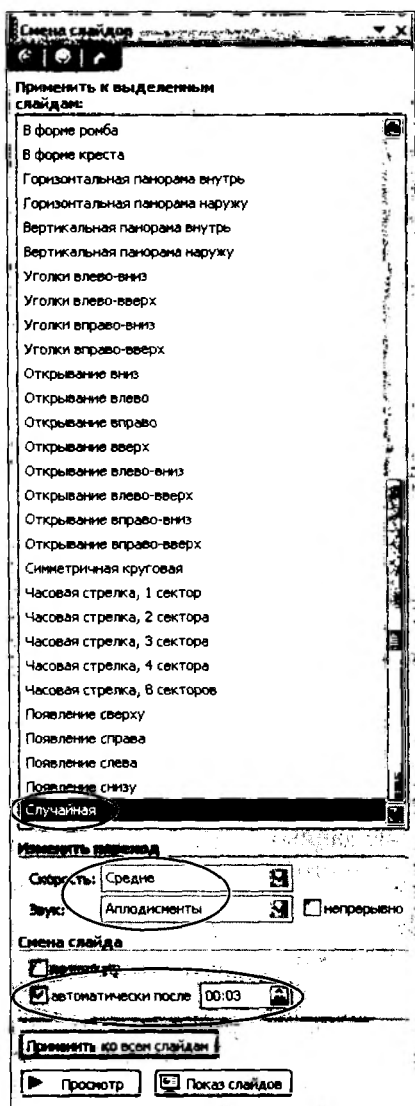 Смена слайдов
Применить к выделенным
слайдам:
В форме ромба
В форме креста
Горизонтальная панорама внутрь
Горизонтальная панорама наружу
Вертикальная панорама внутрь
Вертикальная панорама наружу
Уголки влево-вниз
Уголки влево-вверх
Уголки вправо-вниз
Уголки вправо-вверх
Открывание вниз
Открывание влево
Открывание вправо
Открывание вверх
Открывание влево-вниз
Открывание влево-вверх
Открывание вправо-вниз
Открывание вправо-вверх
Симметричная круговая
Часовая стрелка, 1 сектор
Часовая стрелка, 2 сектора
Часовая стрелка, 3 сектора
Часовая стрелка, 4 сектора
Часовая стрелка, 8 секторов
Появление сверху
Появление справа
Появление слева
Появление снизу
Случайная
Изменить переход
Скорость: Средне
Звук: Аплодисменты непрерывно
Смена слайда
автоматически после 00:03
Применить ко всем слайдам
Просмотр Показ слайдов